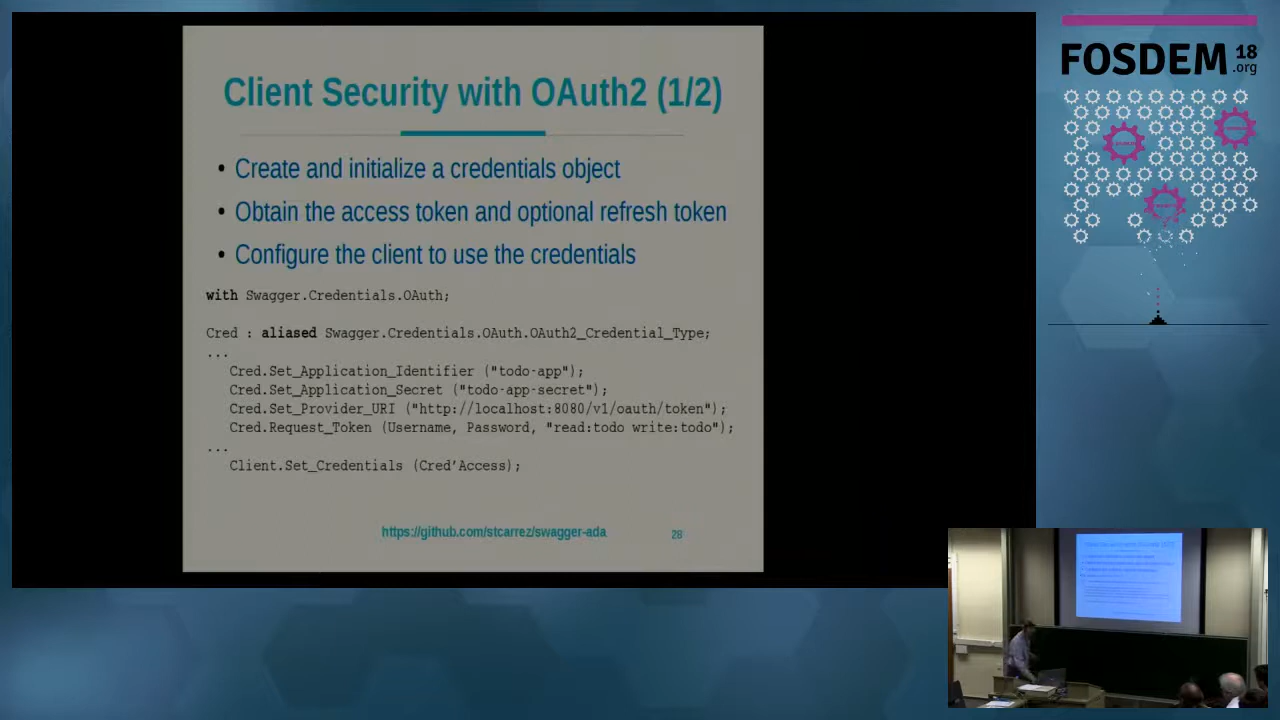 Client Security with OAuth2 (1/2)
• Create and initialize a credentials object
• Obtain the access token and optional refresh token
• Configure the client to use the credentials
with Swagger.Credentials.OAuth;
Cred : aliased Swagger.Credentials.OAuth.OAuth2_Credential_Type;
...
Cred.Set_Application_Identifier ("todo-app");
Cred.Set_Application_Secret ("todo-app-secret");
Cred.Set_Provider_URI ("http://localhost:8080/v1/oauth/token");
Cred.Request_Token (Username, Password, "read:todo write:todo");
...
Client.Set_Credentials (Cred'Access);
https://github.com/stcarrez/swagger-ada
28
FOSDEM 18
.org